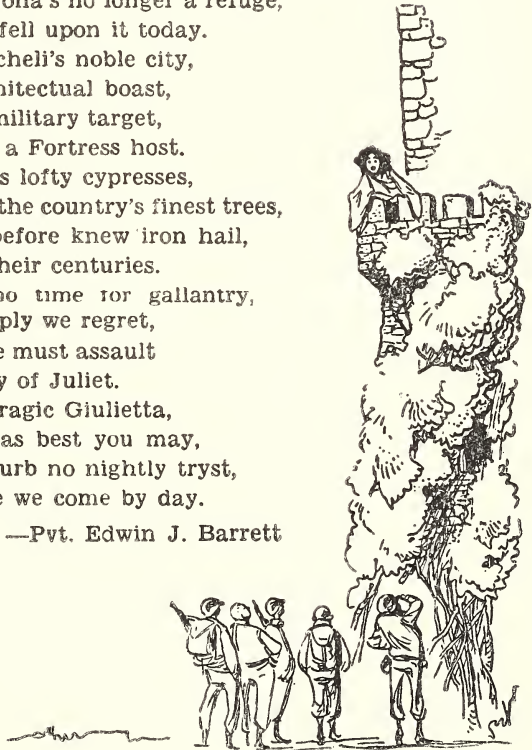 ona's no longer a refuge,
fell upon it today.
cheli's noble city,
hitectual boast,
military target,
a Fortress host.
s lofty cypresses,
the country's finest trees,
before knew iron hail,
heir centuries.
no time for gallantry,
ply we regret,
e must assault
y of Juliet.
ragic Giulietta,
as best you may,
urb no nightly tryst,
e we come by day.
—Pvt. Edwin J. Barrett